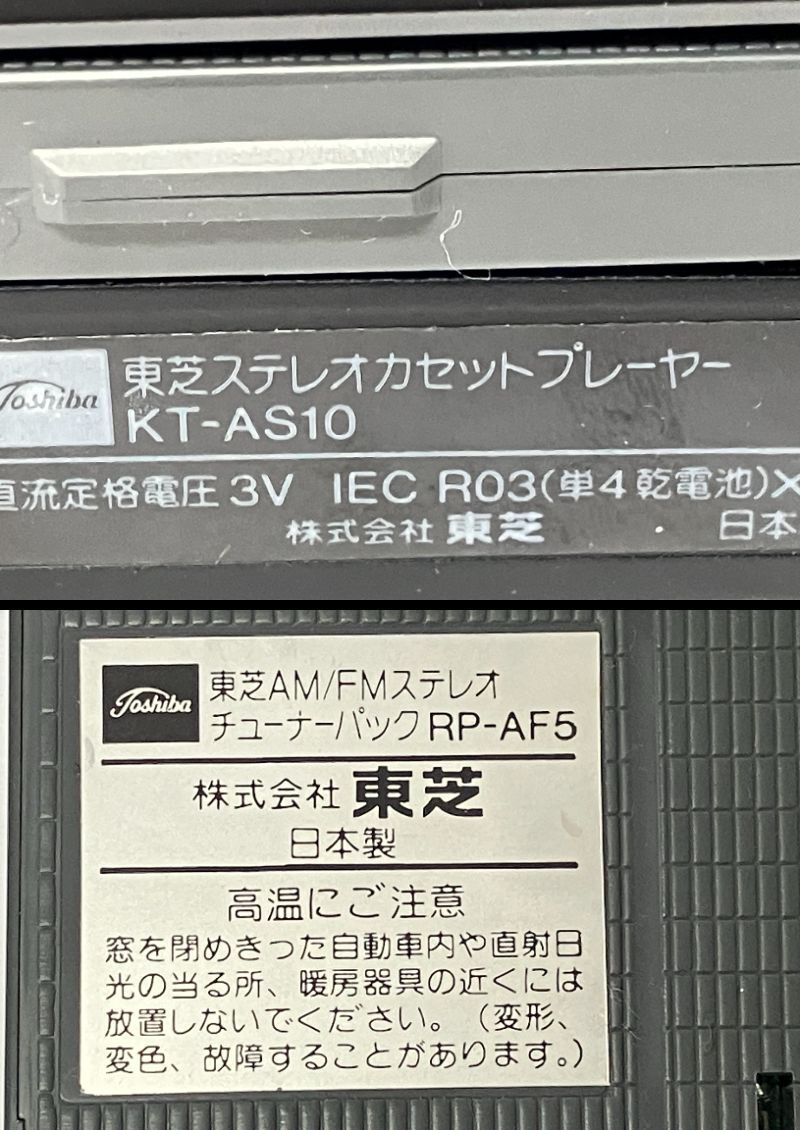 Toshiba
東芝ステレオカセットプレーヤー
KT-AS10
直流定格電圧 3V IEC R03(単4乾電池)×
株式会社 東芝 日本
Toshiba
東芝AM/FMステレオ
チューナーパック RP-AF5
株式会社 東芝
日本製
高温にご注意
窓を閉めきった自動車内や直射日
光の当る所、暖房器具の近くには
放置しないでください。(変形、
変色、故障することがあります。)